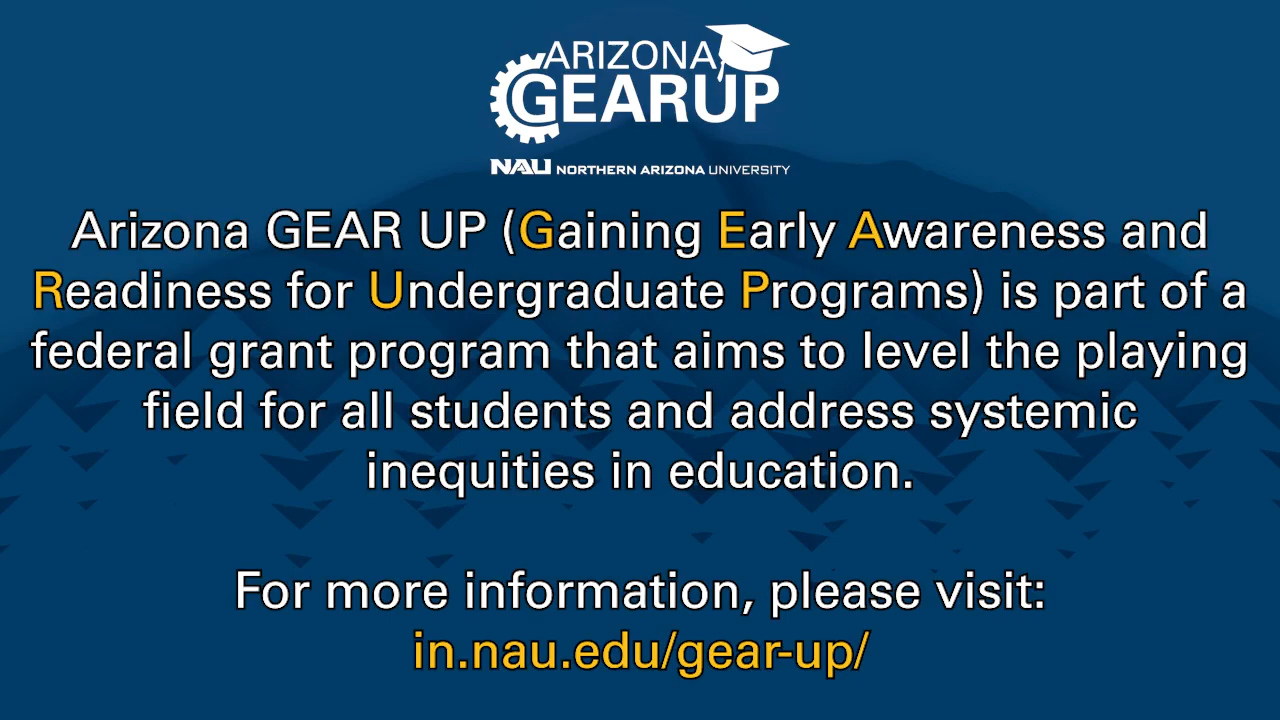 ARIZONA
GEARUP
NAU NORTHERN ARIZONA UNIVERSITY
Arizona GEAR UP (Gaining Early Awareness and
Readiness for Undergraduate Programs) is part of a
federal grant program that aims to level the playing
field for all students and address systemic
inequities in education.
For more information, please visit:
in.nau.edu/gear-up/